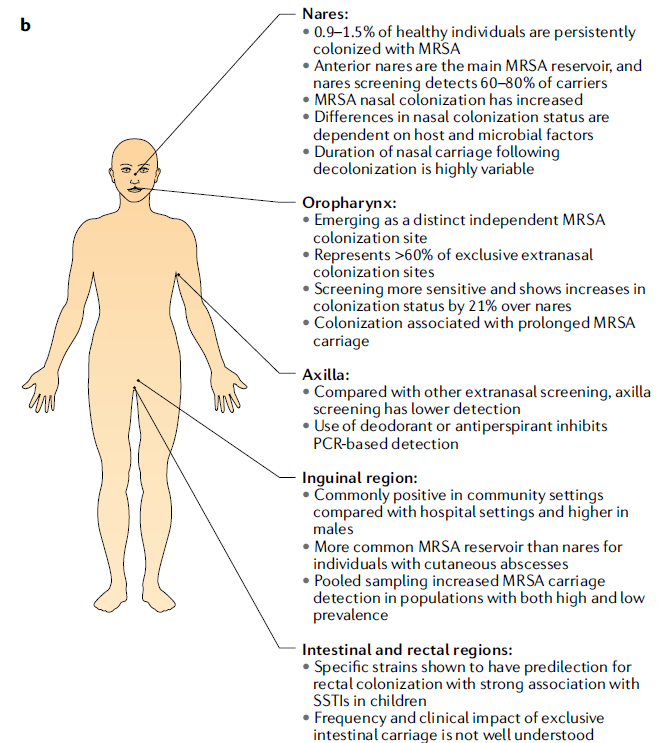 b
Nares:
• 0.9–1.5% of healthy individuals are persistently
colonized with MRSA
• Anterior nares are the main MRSA reservoir, and
nares screening detects 60–80% of carriers
• MRSA nasal colonization has increased
• Differences in nasal colonization status are
dependent on host and microbial factors
• Duration of nasal carriage following
decolonization is highly variable
Oropharynx:
• Emerging as a distinct independent MRSA
colonization site
• Represents >60% of exclusive extranasal
colonization sites
• Screening more sensitive and shows increases in
colonization status by 21% over nares
• Colonization associated with prolonged MRSA
carriage
Axilla:
• Compared with other extranasal screening, axilla
screening has lower detection
• Use of deodorant or antiperspirant inhibits
PCR-based detection
Inguinal region:
• Commonly positive in community settings
compared with hospital settings and higher in
males
• More common MRSA reservoir than nares for
individuals with cutaneous abscesses
• Pooled sampling increased MRSA carriage
detection in populations with both high and low
prevalence
Intestinal and rectal regions:
• Specific strains shown to have predilection for
rectal colonization with strong association with
SSTIs in children
• Frequency and clinical impact of exclusive
intestinal carriage is not well understood